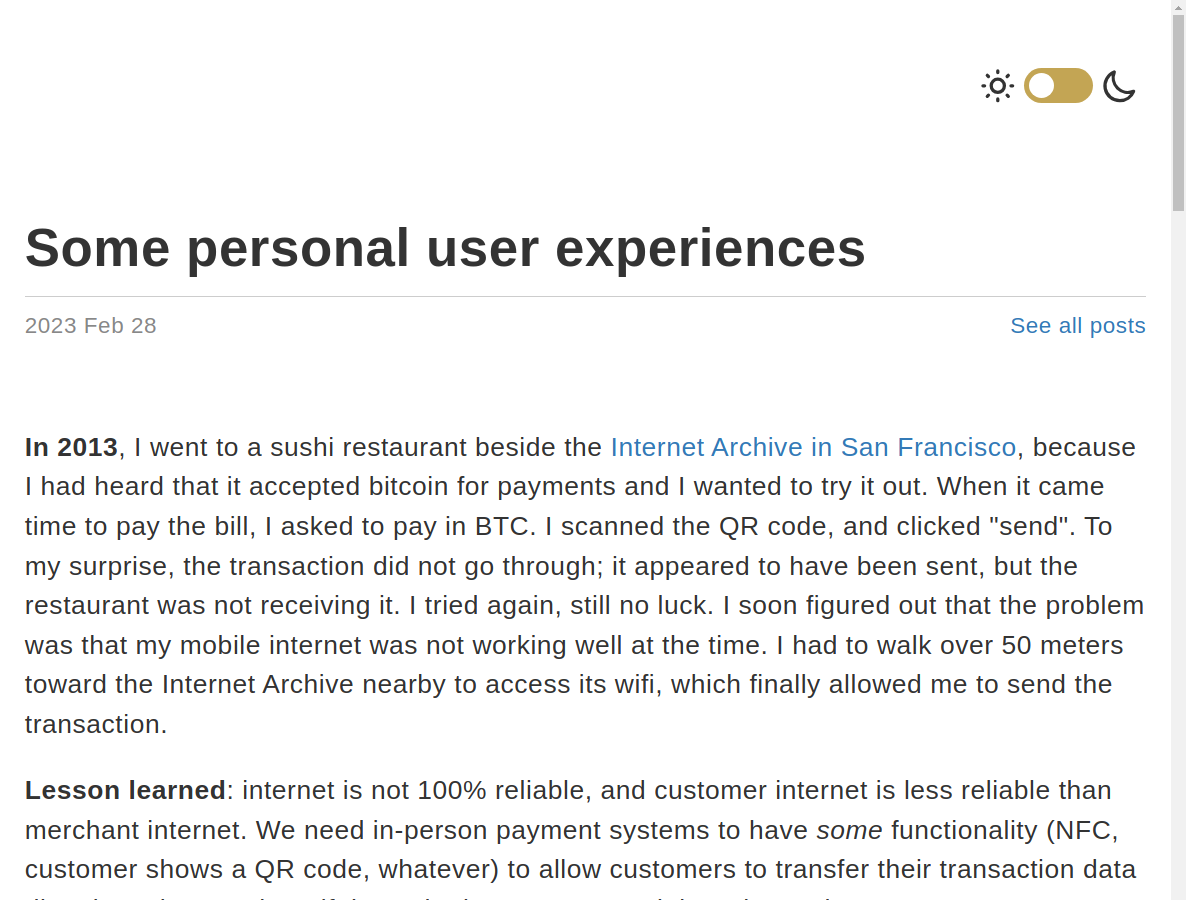 Some personal user experiences
2023 Feb 28
See all posts
In 2013, I went to a sushi restaurant beside the Internet Archive in San Francisco, because
I had heard that it accepted bitcoin for payments and I wanted to try it out. When it came
time to pay the bill, I asked to pay in BTC. I scanned the QR code, and clicked "send". To
my surprise, the transaction did not go through; it appeared to have been sent, but the
restaurant was not receiving it. I tried again, still no luck. I soon figured out that the problem
was that my mobile internet was not working well at the time. I had to walk over 50 meters
toward the Internet Archive nearby to access its wifi, which finally allowed me to send the
transaction.
Lesson learned: internet is not 100% reliable, and customer internet is less reliable than
merchant internet. We need in-person payment systems to have some functionality (NFC,
customer shows a QR code, whatever) to allow customers to transfer their transaction data